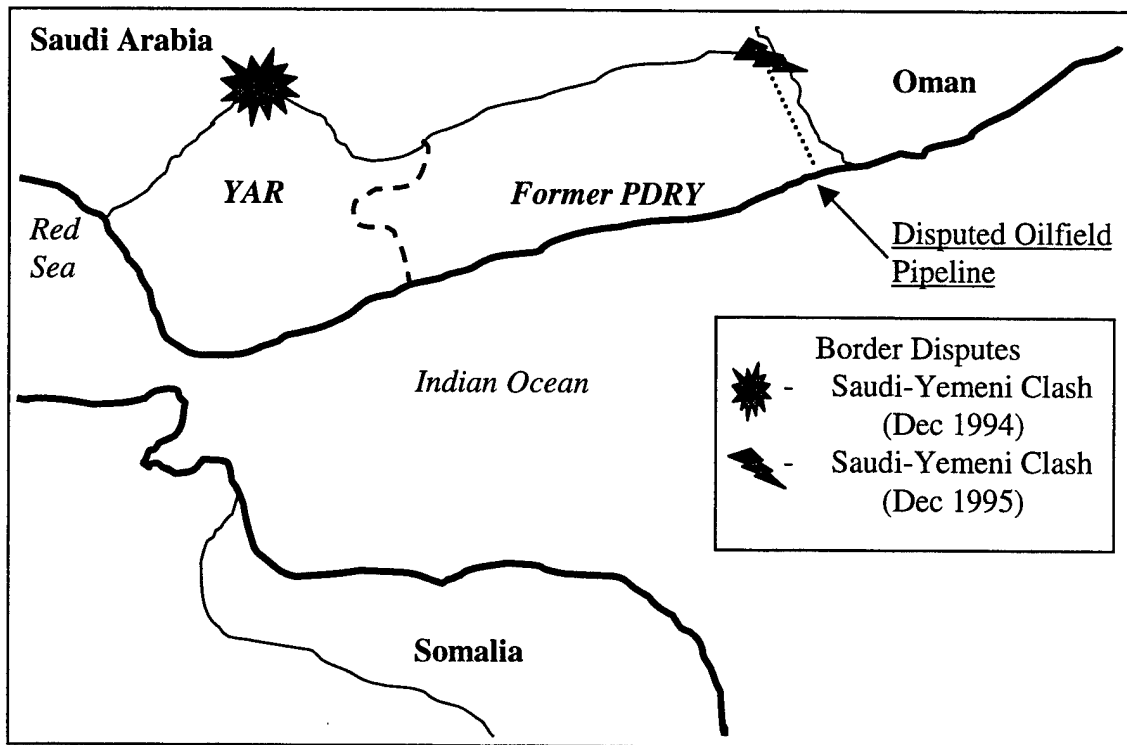 Saudi Arabia
Oman
YAR
Former PDRY
Red
Sea
Disputed Oilfield
Pipeline
Indian Ocean
Border Disputes
- Saudi-Yemeni Clash
(Dec 1994)
- Saudi-Yemeni Clash
(Dec 1995)
Somalia